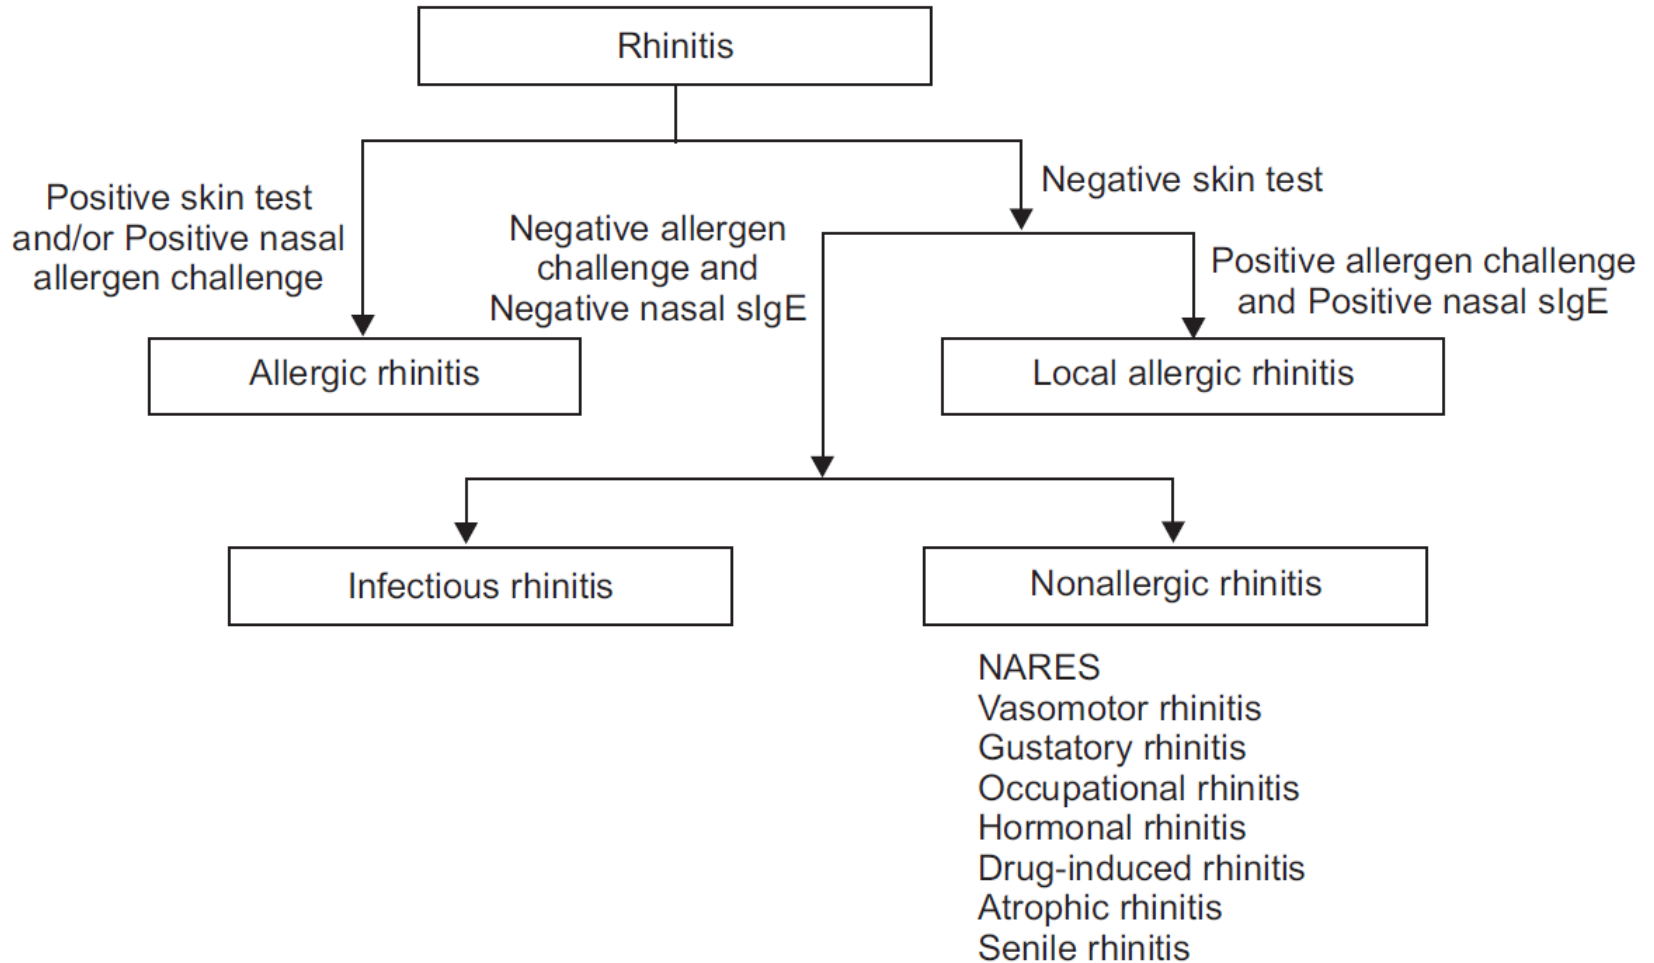 Rhinitis
Positive skin test
and/or Positive nasal
allergen challenge
Negative skin test
Negative allergen
challenge and
Negative nasal sIgE
Positive allergen challenge
and Positive nasal sIgE
Allergic rhinitis
Local allergic rhinitis
Infectious rhinitis
Nonallergic rhinitis
NARES
Vasomotor rhinitis
Gustatory rhinitis
Occupational rhinitis
Hormonal rhinitis
Drug-induced rhinitis
Atrophic rhinitis
Senile rhinitis